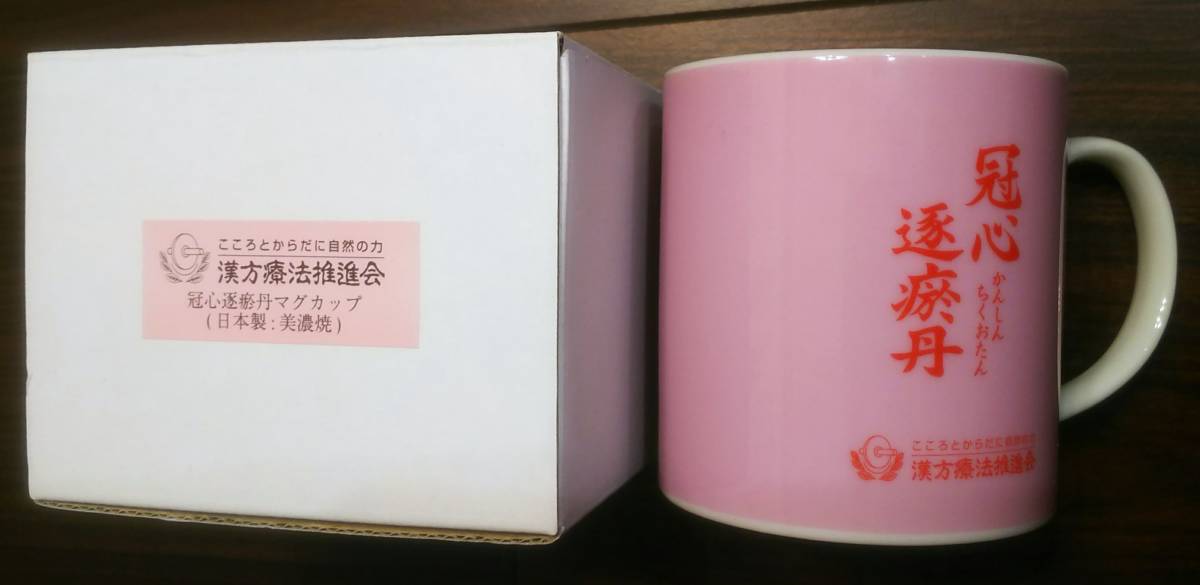 こころとからだに自然の力
漢方療法推進会
冠心逐瘀丹マグカップ
(日本製:美濃焼)
冠心
逐瘀丹
かんしん
ちくおたん
こころとからだに自然の力
漢方療法推進会